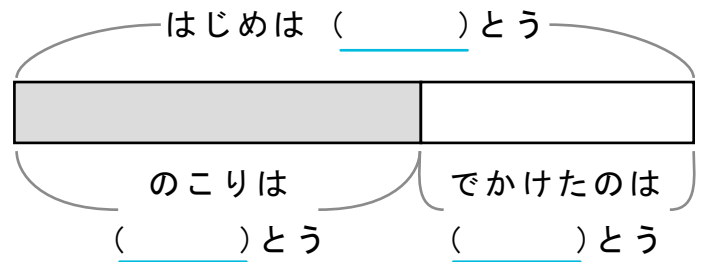 はじめは（　　　）とう
のこりは　でかけたのは
（　　　）とう　（　　　）とう